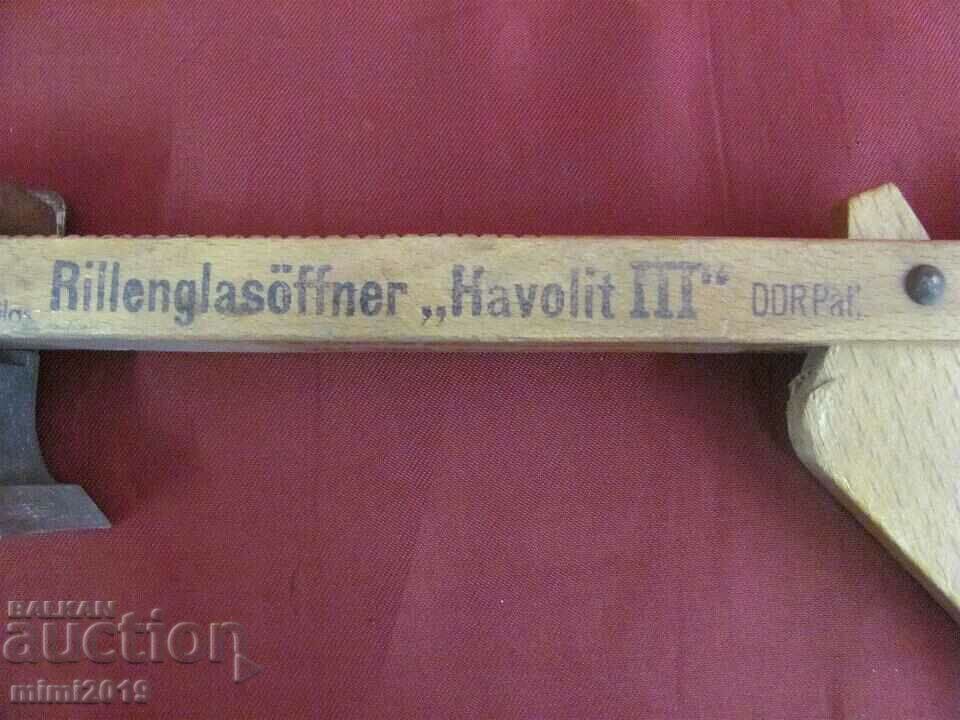 Rillenglasöffner „Havolit III“ DDR Pat.
BALKAN
auction
mimi2019